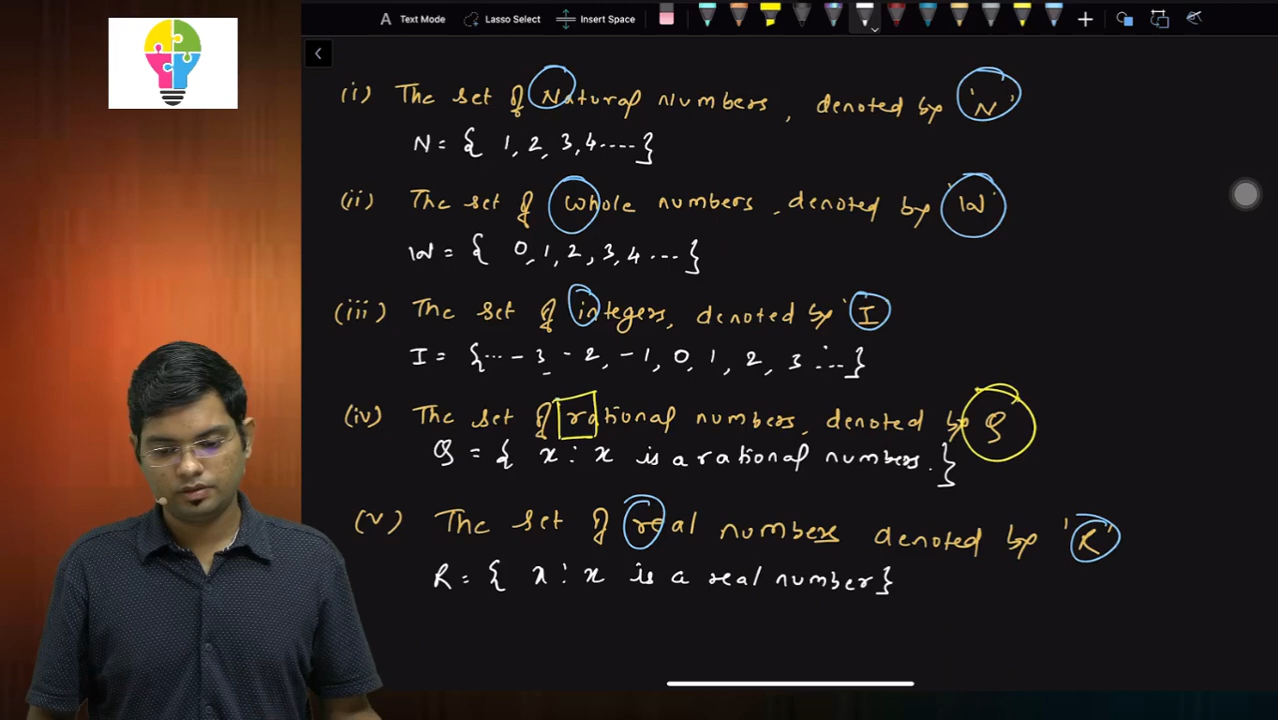 Text Mode Lasso Select Insert Space
(ii) The set of Natural Numbers, denoted by 'N'
N = { 1, 2, 3, 4 ---- }
(ii) The set of whole numbers, denoted by 'W'
W = { 0, 1, 2, 3, 4 ... }
(iii) The set of integers, denoted by 'I
I = {... - 3 - 2, -1, 0, 1, 2, 3 ... }
(iv) The set of rational numbers, denoted by Q
Q = { x : x is a rational numbers. }
(v) The set of real numbers denoted by 'R'
R = { x : x is a real number }